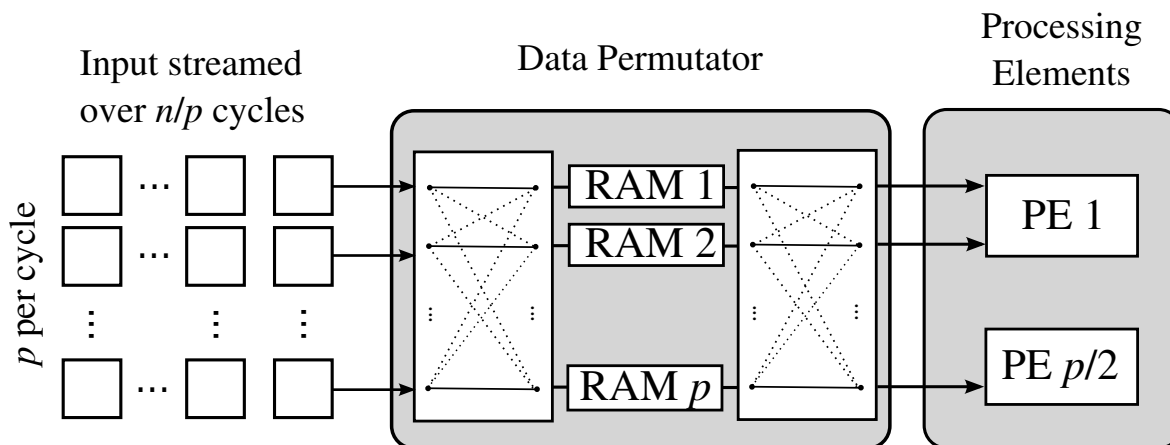 Input streamed
over n/p cycles
Data Permutator
Processing
Elements
p per cycle
...
...
...
...
...
...
...
...
...
...
RAM 1
RAM 2
RAM p
PE 1
PE p/2